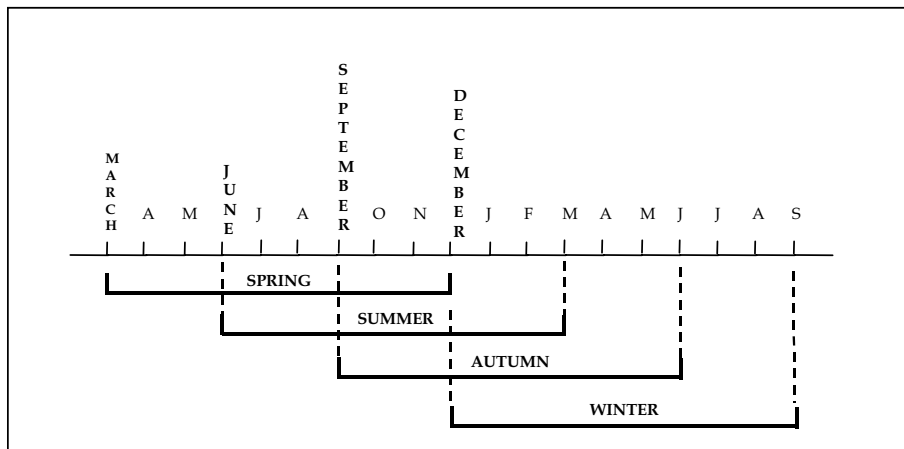 MARCH A M JUNE J A SEPTEMBER O N DECEMBER J F M A M J J A S
SPRING
SUMMER
AUTUMN
WINTER